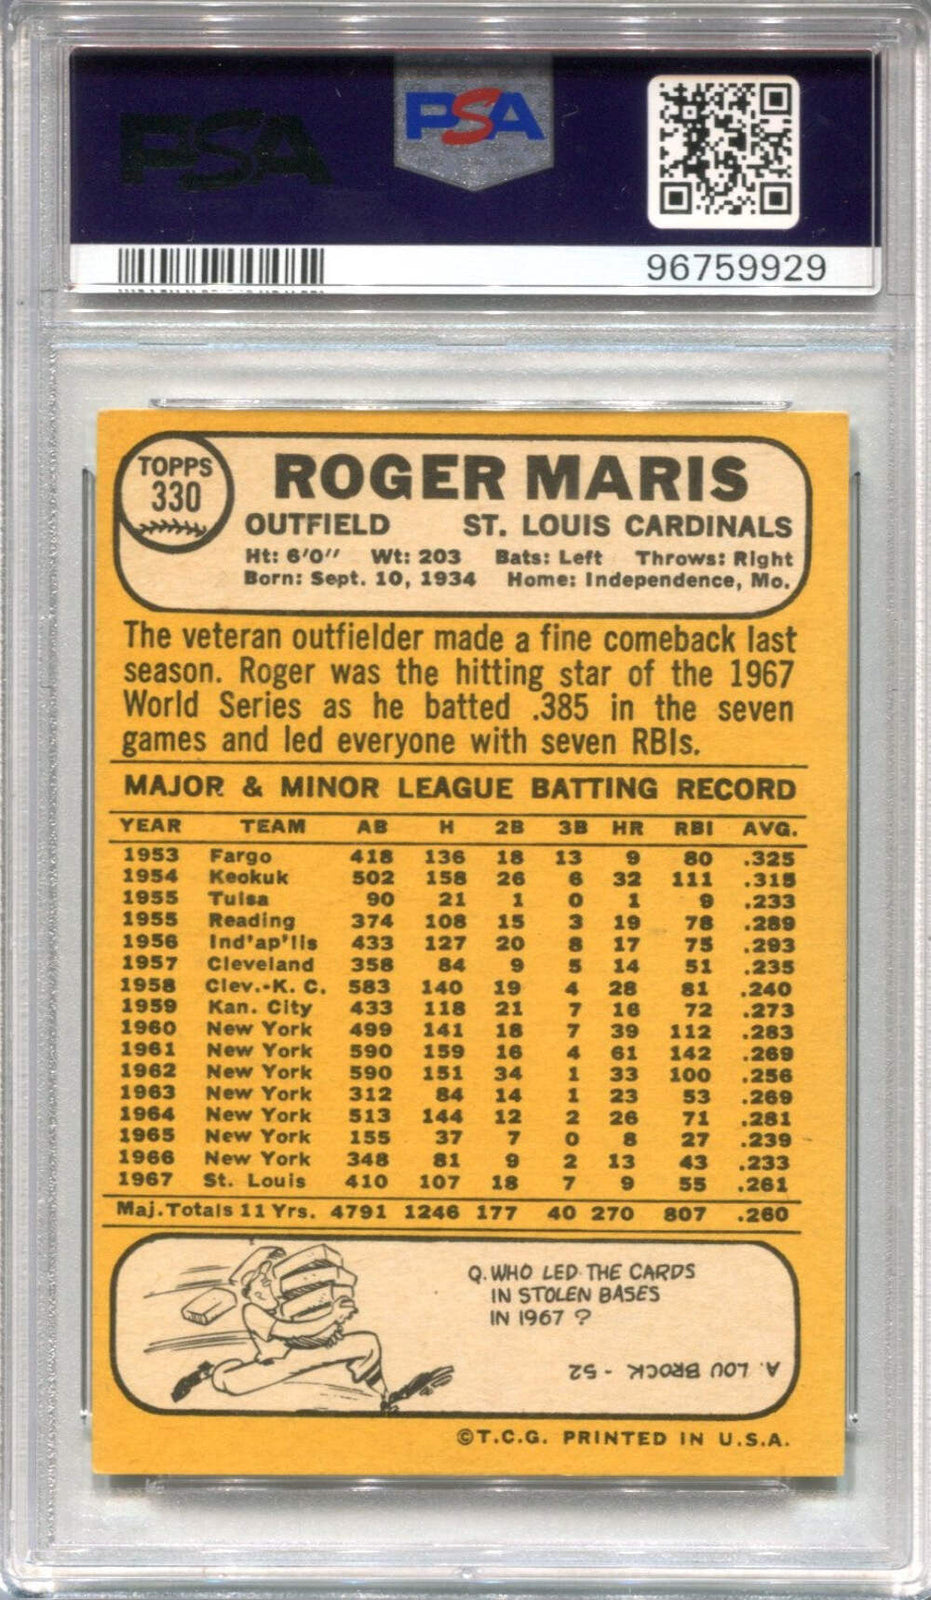 PSA
PSA
96759929
TOPPS
330
ROGER MARIS
OUTFIELD ST. LOUIS CARDINALS
Ht: 6'0" Wt: 203 Bats: Left Throws: Right
Born: Sept. 10, 1934 Home: Independence, Mo.
The veteran outfielder made a fine comeback last
season. Roger was the hitting star of the 1967
World Series as he batted .385 in the seven
games and led everyone with seven RBIs.
MAJOR & MINOR LEAGUE BATTING RECORD
YEAR TEAM AB H 2B 3B HR RBI AVG.
1953 Fargo 418 136 18 13 9 80 .325
1954 Keokuk 502 158 26 6 32 111 .315
1955 Tulsa 90 21 1 0 1 9 .233
1955 Reading 374 108 15 3 19 78 .289
1956 Ind'ap'lis 433 127 20 8 17 75 .293
1957 Cleveland 358 84 9 5 14 51 .235
1958 Clev.-K. C. 583 140 19 4 28 81 .240
1959 Kan. City 433 118 21 7 16 72 .273
1960 New York 499 141 18 7 39 112 .283
1961 New York 590 159 16 4 61 142 .269
1962 New York 590 151 34 1 33 100 .256
1963 New York 312 84 14 1 23 53 .269
1964 New York 513 144 12 2 26 71 .281
1965 New York 155 37 7 0 8 27 .239
1966 New York 348 81 9 2 13 43 .233
1967 St. Louis 410 107 18 7 9 55 .261
Maj. Totals 11 Yrs. 4791 1246 177 40 270 807 .260
Q. WHO LED THE CARDS
IN STOLEN BASES
IN 1967 ?
A. LOU BROCK - 52
©T.C.G. PRINTED IN U.S.A.